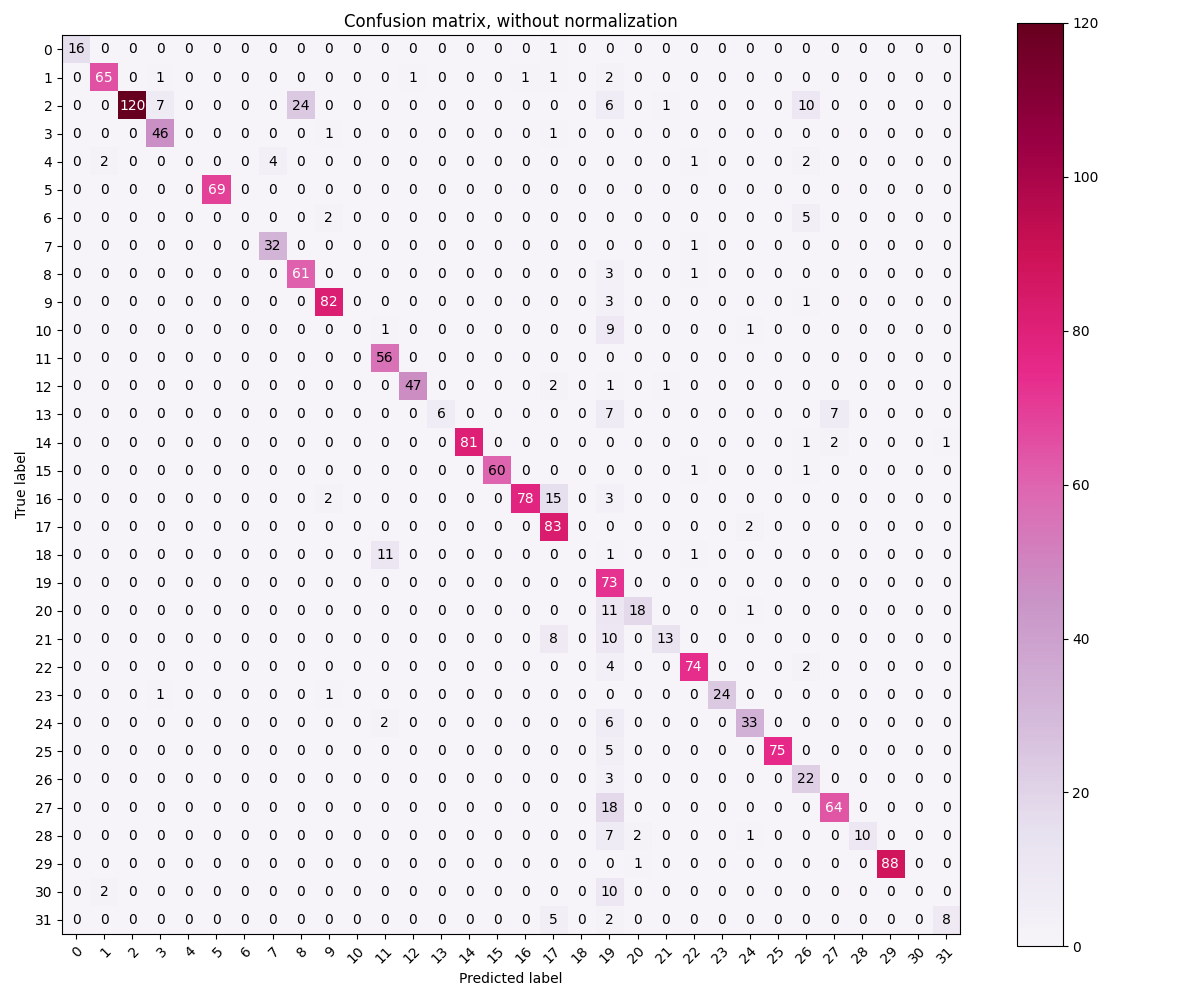 Confusion matrix, without normalization
0 16 0 0 0 0 0 0 0 0 0 0 0 0 0 0 0 0 1 0 0 0 0 0 0 0 0 0 0 0 0 0 0 0
1 0 65 0 1 0 0 0 0 0 0 0 0 1 0 0 0 1 1 0 2 0 0 0 0 0 0 0 0 0 0 0 0
2 0 0 120 7 0 0 0 0 24 0 0 0 0 0 0 0 0 0 0 6 0 1 0 0 0 0 10 0 0 0 0 0
3 0 0 0 46 0 0 0 0 0 1 0 0 0 0 0 0 0 1 0 0 0 0 0 0 0 0 0 0 0 0 0 0
4 0 2 0 0 0 0 0 4 0 0 0 0 0 0 0 0 0 0 0 0 0 0 1 0 0 0 2 0 0 0 0 0
5 0 0 0 0 0 69 0 0 0 0 0 0 0 0 0 0 0 0 0 0 0 0 0 0 0 0 0 0 0 0 0 0
6 0 0 0 0 0 0 0 0 0 2 0 0 0 0 0 0 0 0 0 0 0 0 0 0 0 0 5 0 0 0 0 0
7 0 0 0 0 0 0 0 32 0 0 0 0 0 0 0 0 0 0 0 0 0 0 1 0 0 0 0 0 0 0 0 0
8 0 0 0 0 0 0 0 0 61 0 0 0 0 0 0 0 0 0 0 3 0 0 1 0 0 0 0 0 0 0 0 0
9 0 0 0 0 0 0 0 0 0 82 0 0 0 0 0 0 0 0 0 3 0 0 0 0 0 0 1 0 0 0 0 0
10 0 0 0 0 0 0 0 0 0 0 0 1 0 0 0 0 0 0 0 9 0 0 0 0 1 0 0 0 0 0 0 0
11 0 0 0 0 0 0 0 0 0 0 0 56 0 0 0 0 0 0 0 0 0 0 0 0 0 0 0 0 0 0 0 0
12 0 0 0 0 0 0 0 0 0 0 0 0 47 0 0 0 0 2 0 1 0 1 0 0 0 0 0 0 0 0 0 0
13 0 0 0 0 0 0 0 0 0 0 0 0 0 6 0 0 0 0 0 7 0 0 0 0 0 0 0 7 0 0 0 0
14 0 0 0 0 0 0 0 0 0 0 0 0 0 0 81 0 0 0 0 0 0 0 0 0 0 0 1 2 0 0 0 1
15 0 0 0 0 0 0 0 0 0 0 0 0 0 0 0 60 0 0 0 0 0 0 1 0 0 0 1 0 0 0 0 0
16 0 0 0 0 0 0 0 0 0 2 0 0 0 0 0 0 78 15 0 3 0 0 0 0 0 0 0 0 0 0 0 0
17 0 0 0 0 0 0 0 0 0 0 0 0 0 0 0 0 0 83 0 0 0 0 0 0 2 0 0 0 0 0 0 0
18 0 0 0 0 0 0 0 0 0 0 0 11 0 0 0 0 0 0 0 1 0 0 1 0 0 0 0 0 0 0 0 0
19 0 0 0 0 0 0 0 0 0 0 0 0 0 0 0 0 0 0 0 73 0 0 0 0 0 0 0 0 0 0 0 0
20 0 0 0 0 0 0 0 0 0 0 0 0 0 0 0 0 0 0 0 11 18 0 0 0 1 0 0 0 0 0 0 0
21 0 0 0 0 0 0 0 0 0 0 0 0 0 0 0 0 0 8 0 10 0 13 0 0 0 0 0 0 0 0 0 0
22 0 0 0 0 0 0 0 0 0 0 0 0 0 0 0 0 0 0 0 4 0 0 74 0 0 0 2 0 0 0 0 0
23 0 0 0 1 0 0 0 0 0 1 0 0 0 0 0 0 0 0 0 0 0 0 0 24 0 0 0 0 0 0 0 0
24 0 0 0 0 0 0 0 0 0 0 0 2 0 0 0 0 0 0 0 6 0 0 0 0 33 0 0 0 0 0 0 0
25 0 0 0 0 0 0 0 0 0 0 0 0 0 0 0 0 0 0 0 5 0 0 0 0 0 75 0 0 0 0 0 0
26 0 0 0 0 0 0 0 0 0 0 0 0 0 0 0 0 0 0 0 3 0 0 0 0 0 0 22 0 0 0 0 0
27 0 0 0 0 0 0 0 0 0 0 0 0 0 0 0 0 0 0 0 18 0 0 0 0 0 0 0 64 0 0 0 0
28 0 0 0 0 0 0 0 0 0 0 0 0 0 0 0 0 0 0 0 7 2 0 0 0 1 0 0 0 10 0 0 0
29 0 0 0 0 0 0 0 0 0 0 0 0 0 0 0 0 0 0 0 0 1 0 0 0 0 0 0 0 0 88 0 0
30 0 2 0 0 0 0 0 0 0 0 0 0 0 0 0 0 0 0 0 10 0 0 0 0 0 0 0 0 0 0 0 0
31 0 0 0 0 0 0 0 0 0 0 0 0 0 0 0 0 0 5 0 2 0 0 0 0 0 0 0 0 0 0 0 8
0 1 2 3 4 5 6 7 8 9 10 11 12 13 14 15 16 17 18 19 20 21 22 23 24 25 26 27 28 29 30 31
Predicted label
True label
120
100
80
60
40
20
0